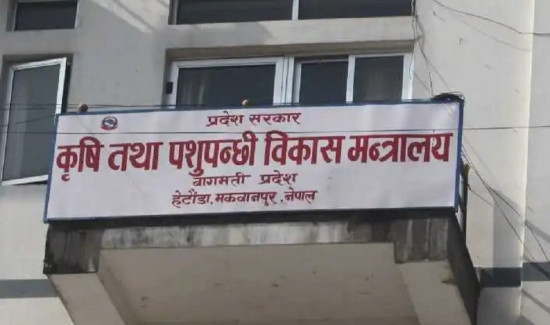 प्रदेश सरकार
कृषि तथा पशुपन्छी विकास मन्त्रालय
बागमती प्रदेश
हेटौंडा, मकवानपुर, नेपाल